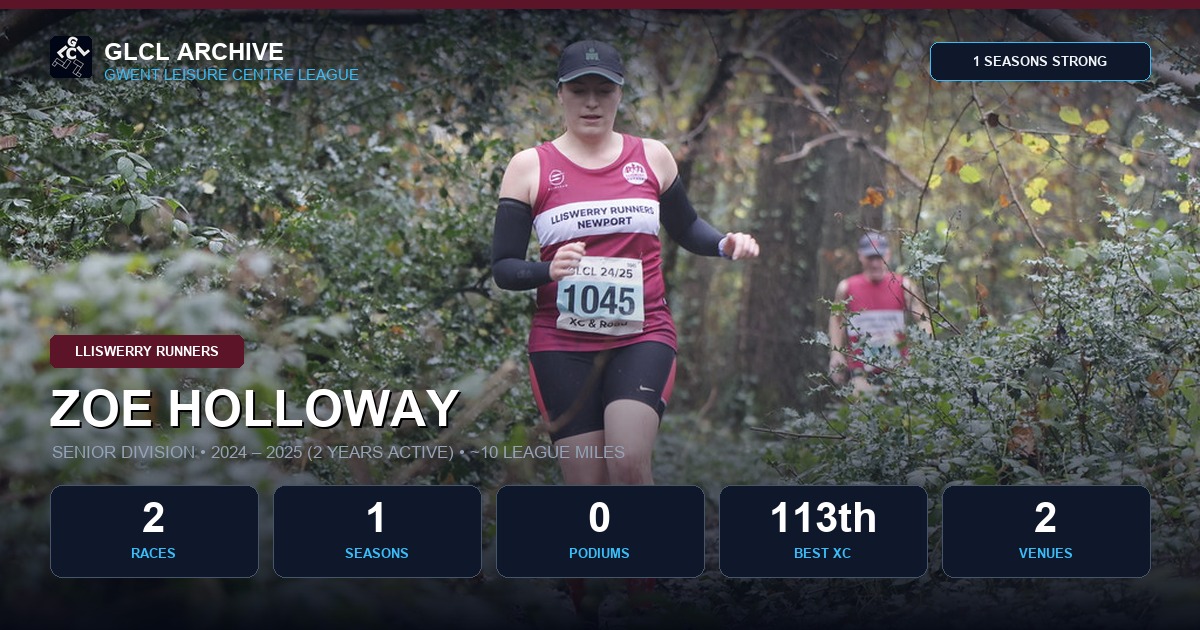 GLCL ARCHIVE
GWENT LEISURE CENTRE LEAGUE
1 SEASONS STRONG
LLISWERRY RUNNERS
NEWPORT
GLCL 24/25
1045
XC & Road
LLISWERRY RUNNERS
ZOE HOLLOWAY
SENIOR DIVISION • 2024 – 2025 (2 YEARS ACTIVE) • ~10 LEAGUE MILES
2
RACES
1
SEASONS
0
PODIUMS
113th
BEST XC
2
VENUES